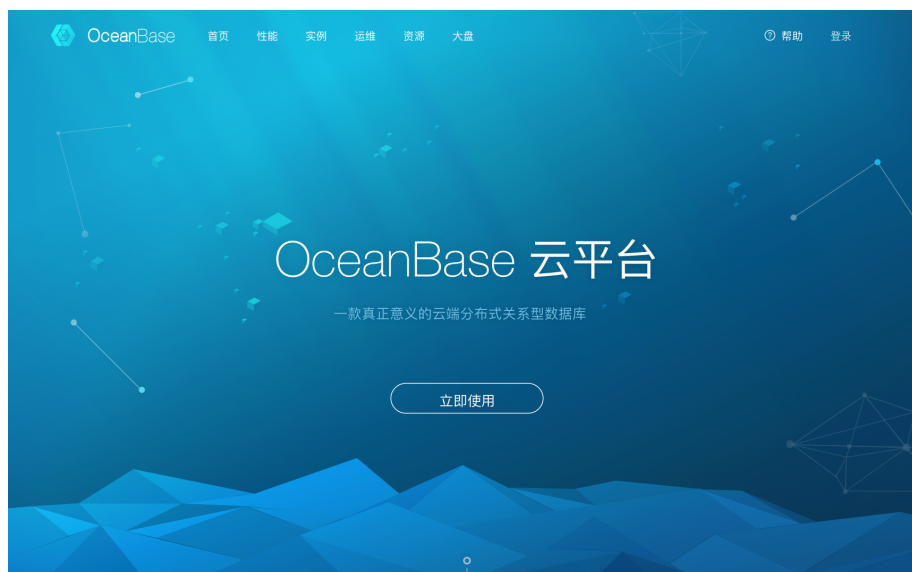 OceanBase 首页 性能 实例 运维 资源 大盘 帮助 登录
OceanBase 云平台
一款真正意义的云端分布式关系型数据库
立即使用